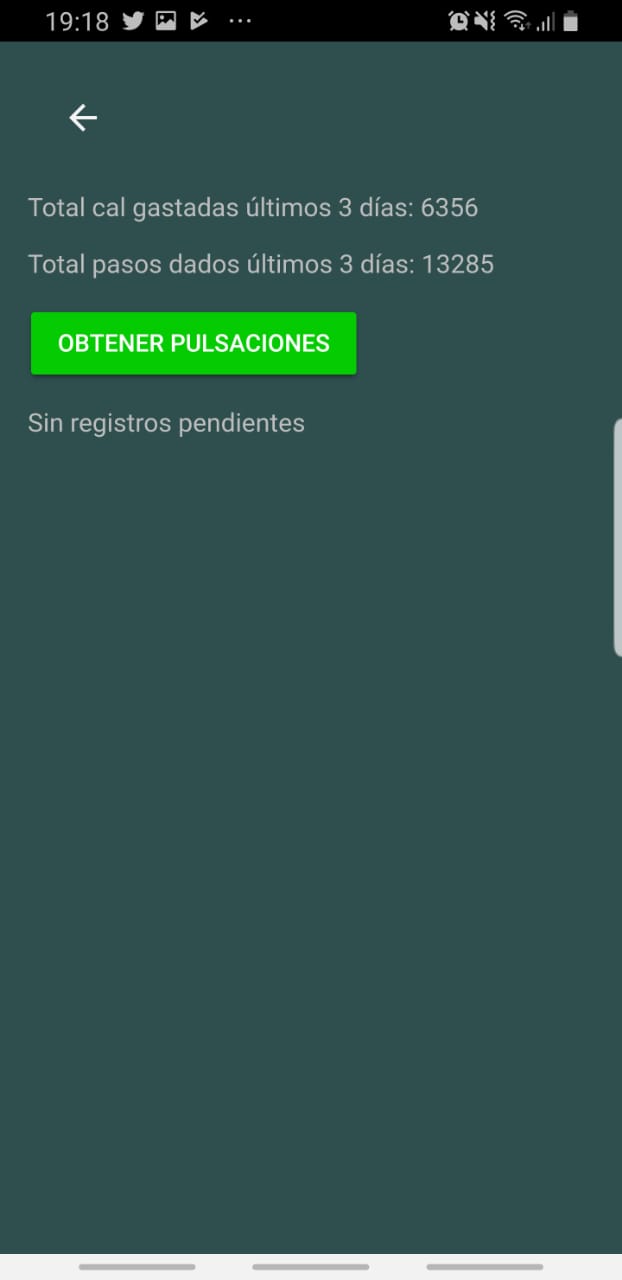 19:18
Total cal gastadas últimos 3 días: 6356
Total pasos dados últimos 3 días: 13285
OBTENER PULSACIONES
Sin registros pendientes